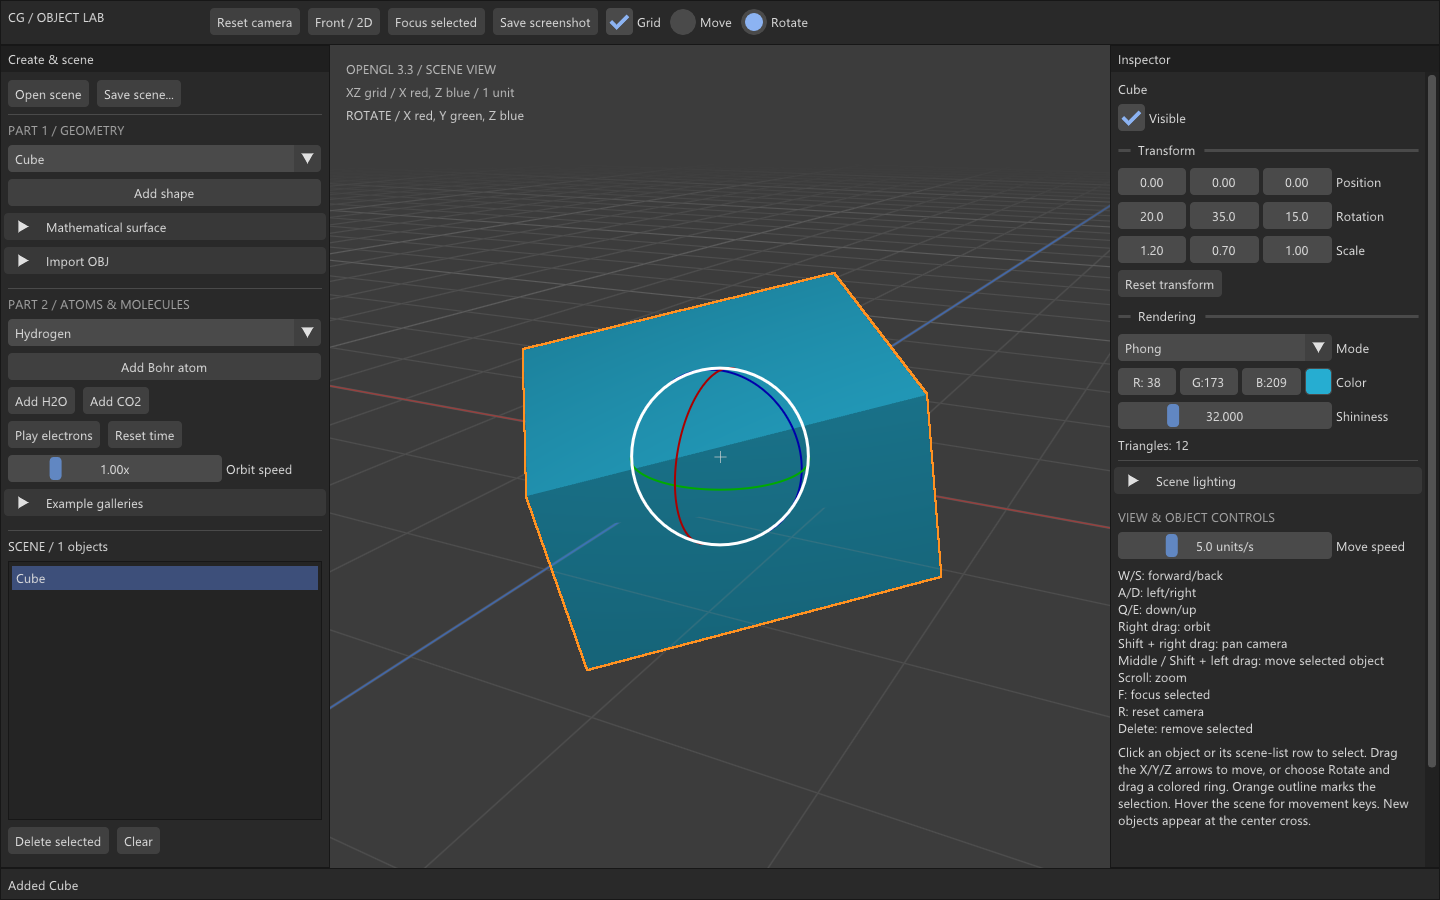 CG / OBJECT LAB
Reset camera
Front / 2D
Focus selected
Save screenshot
Grid
Move
Rotate
Create & scene
Open scene
Save scene...
PART 1 / GEOMETRY
Cube
Add shape
Mathematical surface
Import OBJ
PART 2 / ATOMS & MOLECULES
Hydrogen
Add Bohr atom
Add H2O
Add CO2
Play electrons
Reset time
1.00x
Orbit speed
Example galleries
SCENE / 1 objects
Cube
Delete selected
Clear
Added Cube
OPENGL 3.3 / SCENE VIEW
XZ grid / X red, Z blue / 1 unit
ROTATE / X red, Y green, Z blue
Inspector
Cube
Visible
Transform
0.00 0.00 0.00 Position
20.0 35.0 15.0 Rotation
1.20 0.70 1.00 Scale
Reset transform
Rendering
Phong Mode
R: 38 G:173 B:209 Color
32.000 Shininess
Triangles: 12
Scene lighting
VIEW & OBJECT CONTROLS
5.0 units/s Move speed
W/S: forward/back
A/D: left/right
Q/E: down/up
Right drag: orbit
Shift + right drag: pan camera
Middle / Shift + left drag: move selected object
Scroll: zoom
F: focus selected
R: reset camera
Delete: remove selected
Click an object or its scene-list row to select. Drag
the X/Y/Z arrows to move, or choose Rotate and
drag a colored ring. Orange outline marks the
selection. Hover the scene for movement keys. New
objects appear at the center cross.